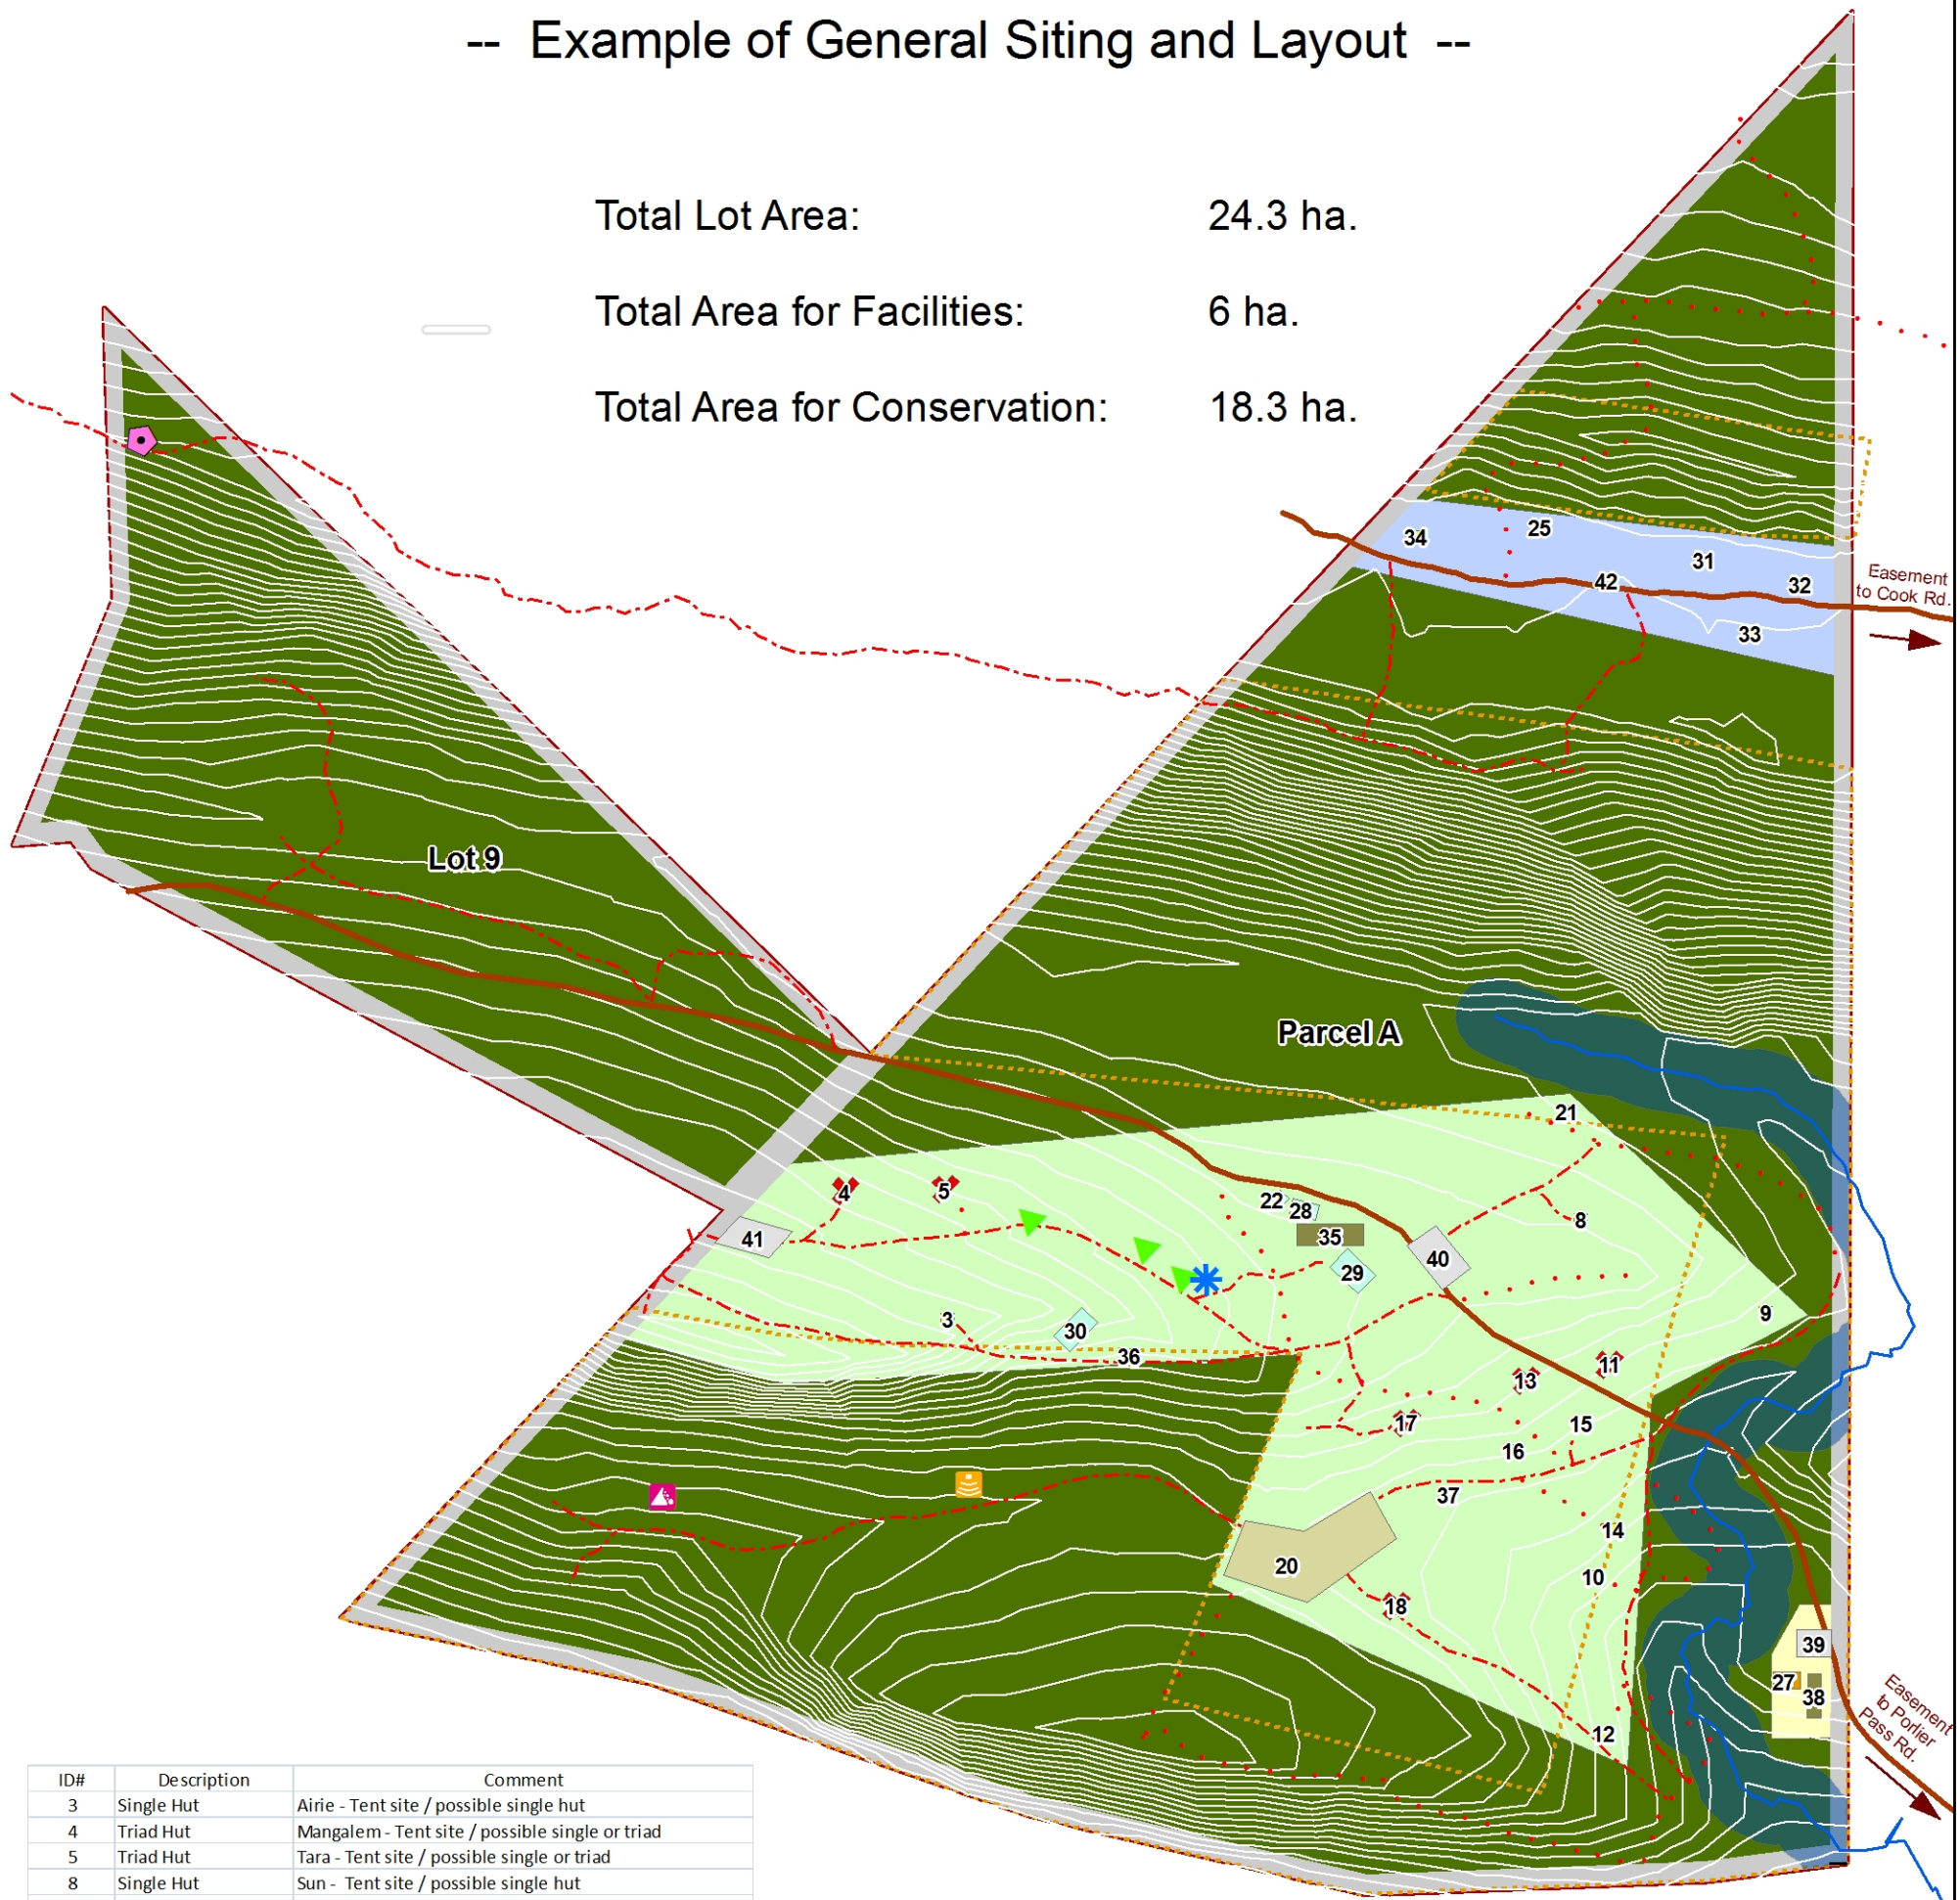 -- Example of General Siting and Layout --
Total Lot Area: 24.3 ha.
Total Area for Facilities: 6 ha.
Total Area for Conservation: 18.3 ha.
34
25
31
42
32
33
Easement
to Cook Rd.
Lot 9
Parcel A
21
4
5
22
28
35
8
41
40
29
9
3
30
36
11
13
17
15
16
37
14
20
10
18
39
27
38
12
Easement
to Porlier
Pass Rd.
ID# Description Comment
3 Single Hut Airie - Tent site / possible single hut
4 Triad Hut Mangalem - Tent site / possible single or triad
5 Triad Hut Tara - Tent site / possible single or triad
8 Single Hut Sun - Tent site / possible single hut